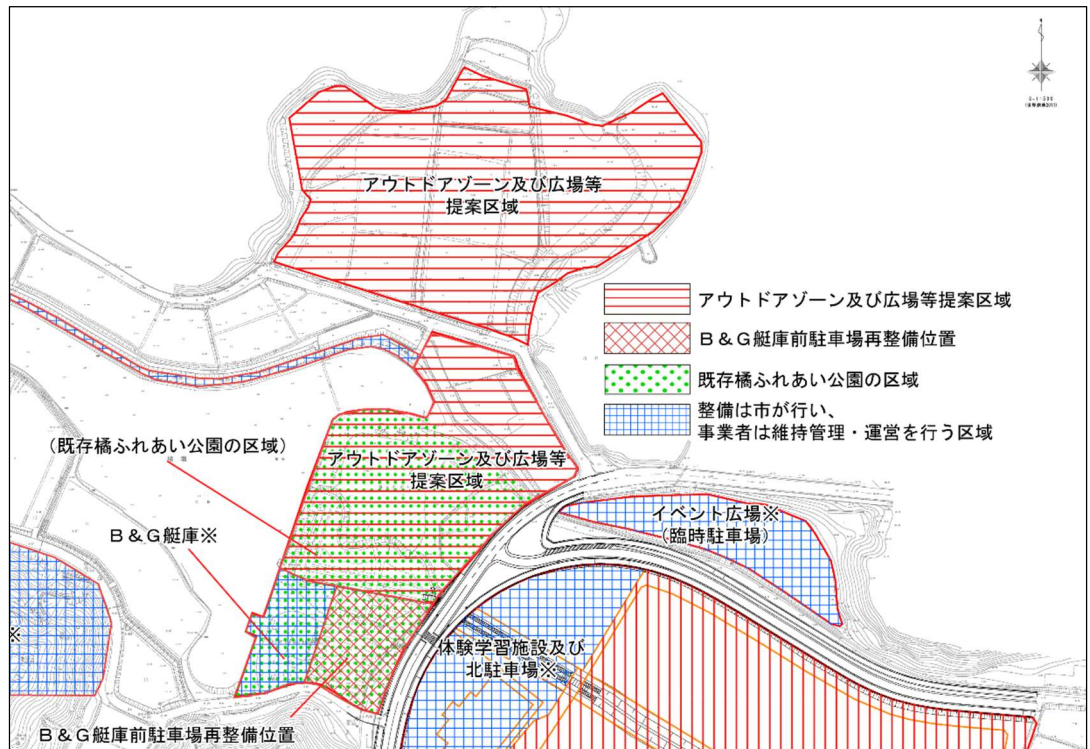 アウトドアゾーン及び広場等
提案区域
アウトドアゾーン及び広場等提案区域
B&G艇庫前駐車場再整備位置
既存橘ふれあい公園の区域
整備は市が行い、
事業者は維持管理・運営を行う区域
(既存橘ふれあい公園の区域)
アウトドアゾーン及び広場等
提案区域
イベント広場※
(臨時駐車場)
B&G艇庫※
※
体験学習施設及び
北駐車場※
B&G艇庫前駐車場再整備位置